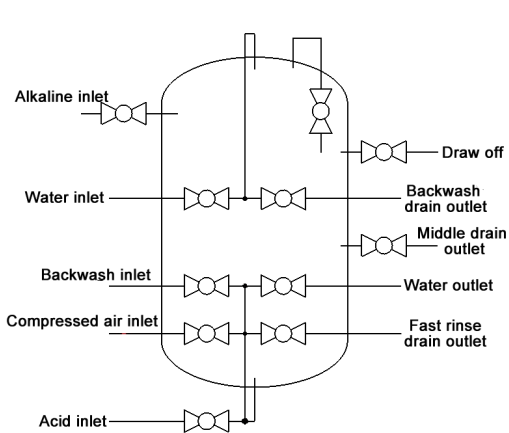 Alkaline inlet
Draw off
Water inlet
Backwash
drain outlet
Middle drain
outlet
Backwash inlet
Water outlet
Compressed air inlet
Fast rinse
drain outlet
Acid inlet